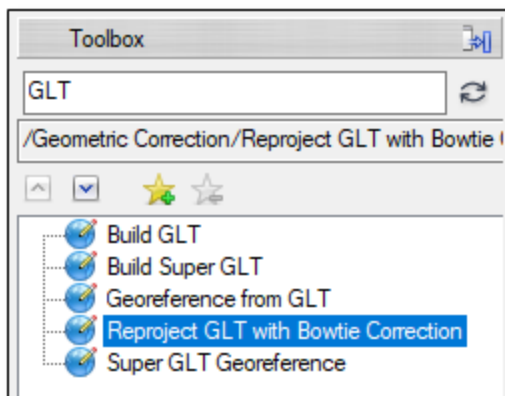 Toolbox
GLT
/Geometric Correction/Reproject GLT with Bowtie
Build GLT
Build Super GLT
Georeference from GLT
Reproject GLT with Bowtie Correction
Super GLT Georeference